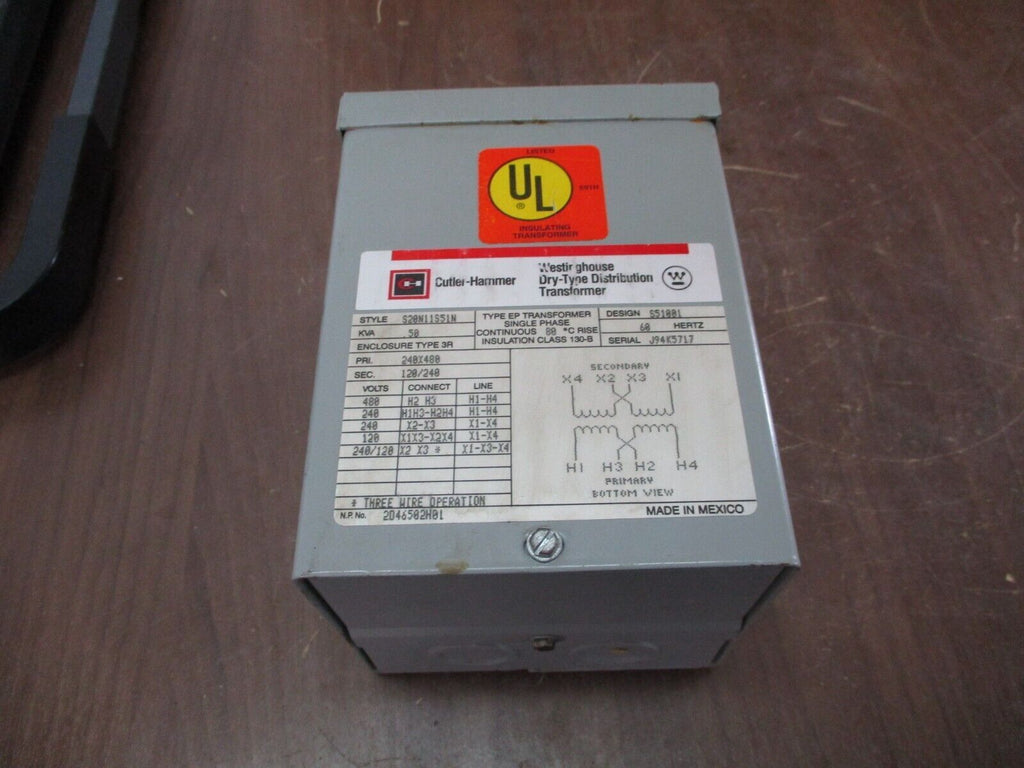 LISTED
UL
®
INSULATING
TRANSFORMER
CH Cutler-Hammer
Westinghouse
Dry-Type Distribution
Transformer
W
STYLE S20N11S51N
KVA .50
ENCLOSURE TYPE 3R
TYPE EP TRANSFORMER
SINGLE PHASE
CONTINUOUS 80 °C RISE
INSULATION CLASS 130-B
DESIGN S51001
60 HERTZ
SERIAL J94K5717
PRI. 240X480
SEC. 120/240
VOLTS CONNECT LINE
480 H2 H3 H1-H4
240 H1H3-H2H4 H1-H4
240 X2-X3 X1-X4
120 X1X3-X2X4 X1-X4
240/120 X2 X3 * X1-X3-X4
* THREE WIRE OPERATION
N.P. No. 2D46502H01
SECONDARY
X4 X2 X3 X1
H1 H3 H2 H4
PRIMARY
BOTTOM VIEW
MADE IN MEXICO